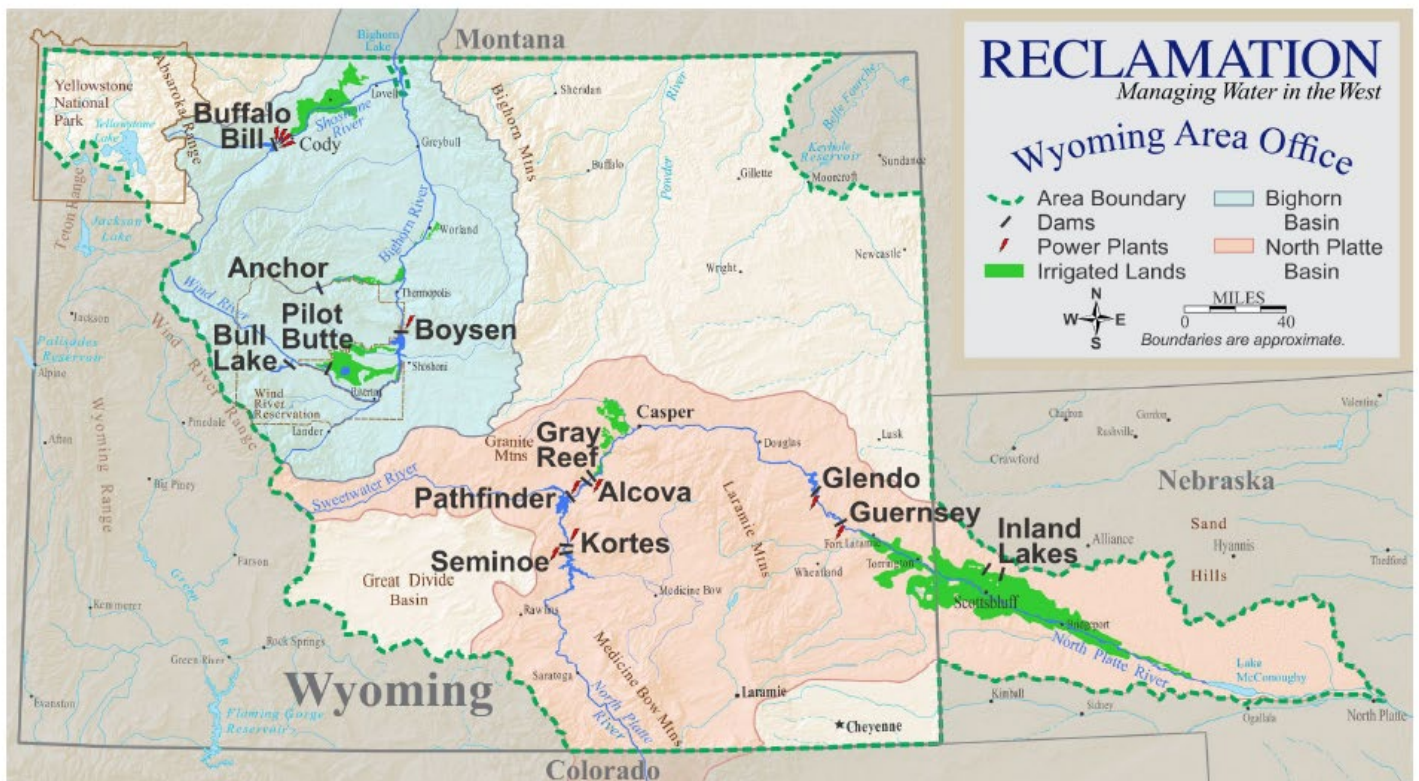 Montana
Bighorn
Lake
Yellowstone
National
Park
Absaroka Range
Yellowstone
Lake
Buffalo
Bill
Cody
Shoshone
River
Lovell
Greybull
Bighorn Mtns
Sheridan
Buffalo
Powder
River
Gillette
Belle Fourche
R.
Keyhole
Reservoir
Moorcroft
Sundance
Teton Range
Jackson
Lake
Bighorn River
Worland
Anchor
Thermopolis
Wind River
Pilot
Butte
Bull
Lake
Boysen
Shoshoni
Riverton
Wind
River
Reservation
Lander
Wright
Newcastle
Jackson
Palisades
Reservoir
Alpine
Wind River Range
Wyoming Range
Afton
Pinedale
Big Piney
Granite
Mtns
Casper
Gray
Reef
Alcova
Sweetwater River
Pathfinder
Seminoe
Kortes
Douglas
Lusk
Glendo
Guernsey
Fort Laramie
Torrington
Wheatland
Laramie Mtns
Medicine Bow
Great Divide
Basin
Rawlins
Farson
Green
R.
Kemmerer
Rock Springs
Green River
Evanston
Flaming Gorge
Reservoir
Wyoming
Saratoga
North Platte
River
Medicine Bow Mtns
Laramie
Cheyenne
Colorado
Inland
Lakes
Scottsbluff
Bridgeport
North Platte River
Alliance
Sand
Hills
Hyannis
Thedford
Nebraska
Chadron
Gordon
Rushville
Crawford
Valentine
Kimball
Sidney
Lake
McConaughy
Ogallala
North Platte
RECLAMATION
Managing Water in the West
Wyoming Area Office
Area Boundary
Dams
Power Plants
Irrigated Lands
Bighorn
Basin
North Platte
Basin
N
W E
S
MILES
0 40
Boundaries are approximate.